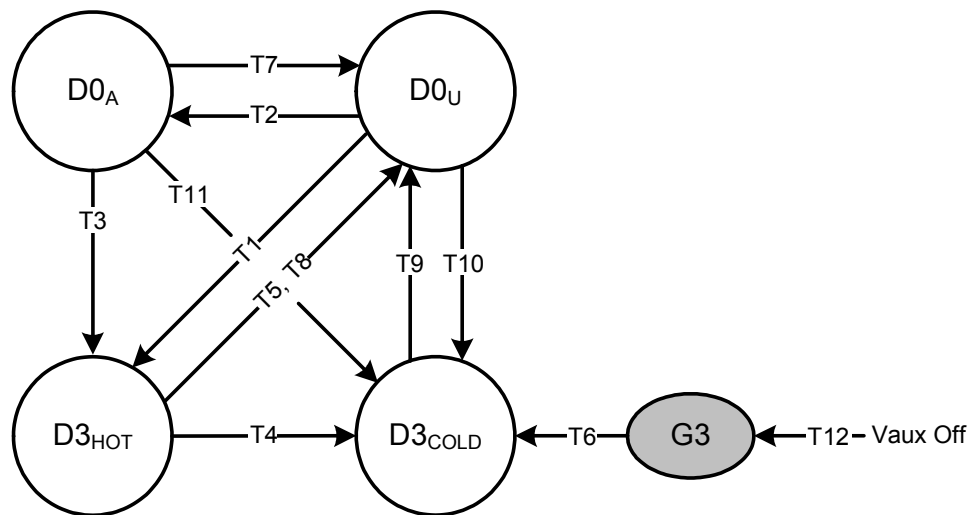 D0A
T7
D0U
T2
T11
T3
T1
T9
T10
T5, T8
D3HOT
T4
D3COLD
T6
G3
T12
Vaux Off